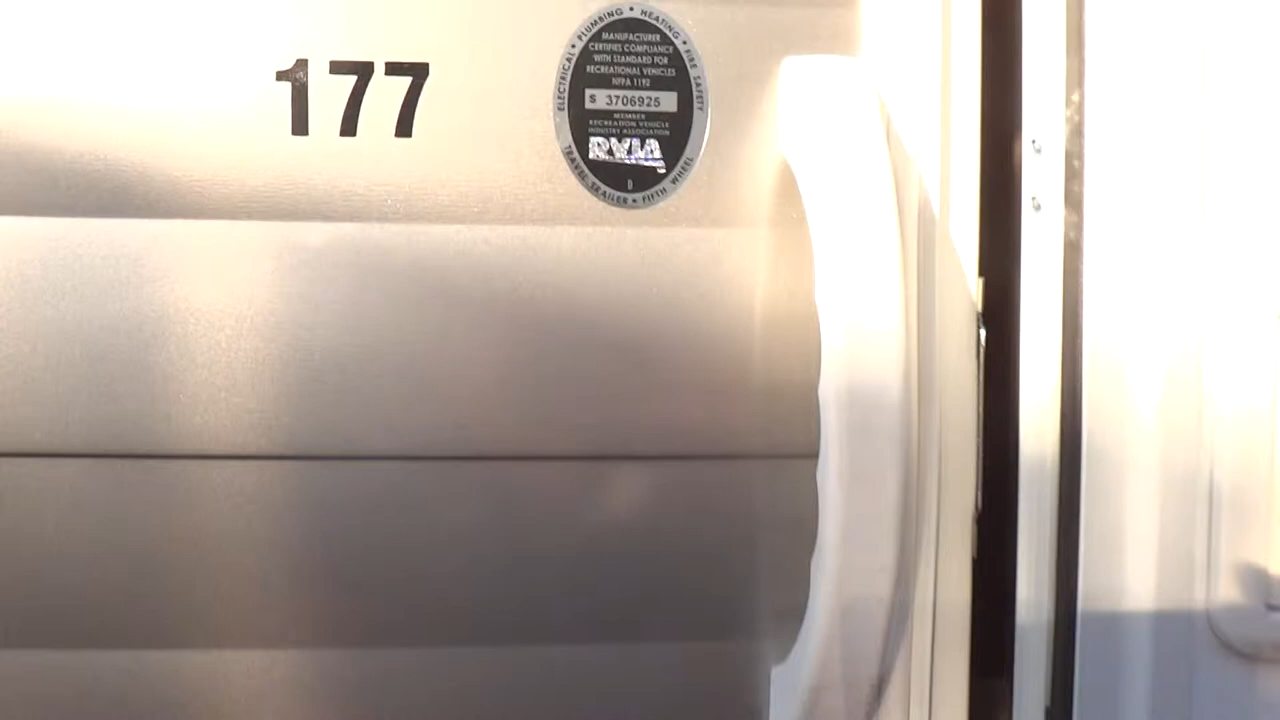 177
ELECTRICAL • PLUMBING • HEATING • FIRE SAFETY
MANUFACTURER
CERTIFIES COMPLIANCE
WITH STANDARD FOR
RECREATIONAL VEHICLES
NFPA 1192
S 3706925
MEMBER
RECREATION VEHICLE
INDUSTRY ASSOCIATION
RVIA
TRAVEL TRAILER • FIFTH WHEEL